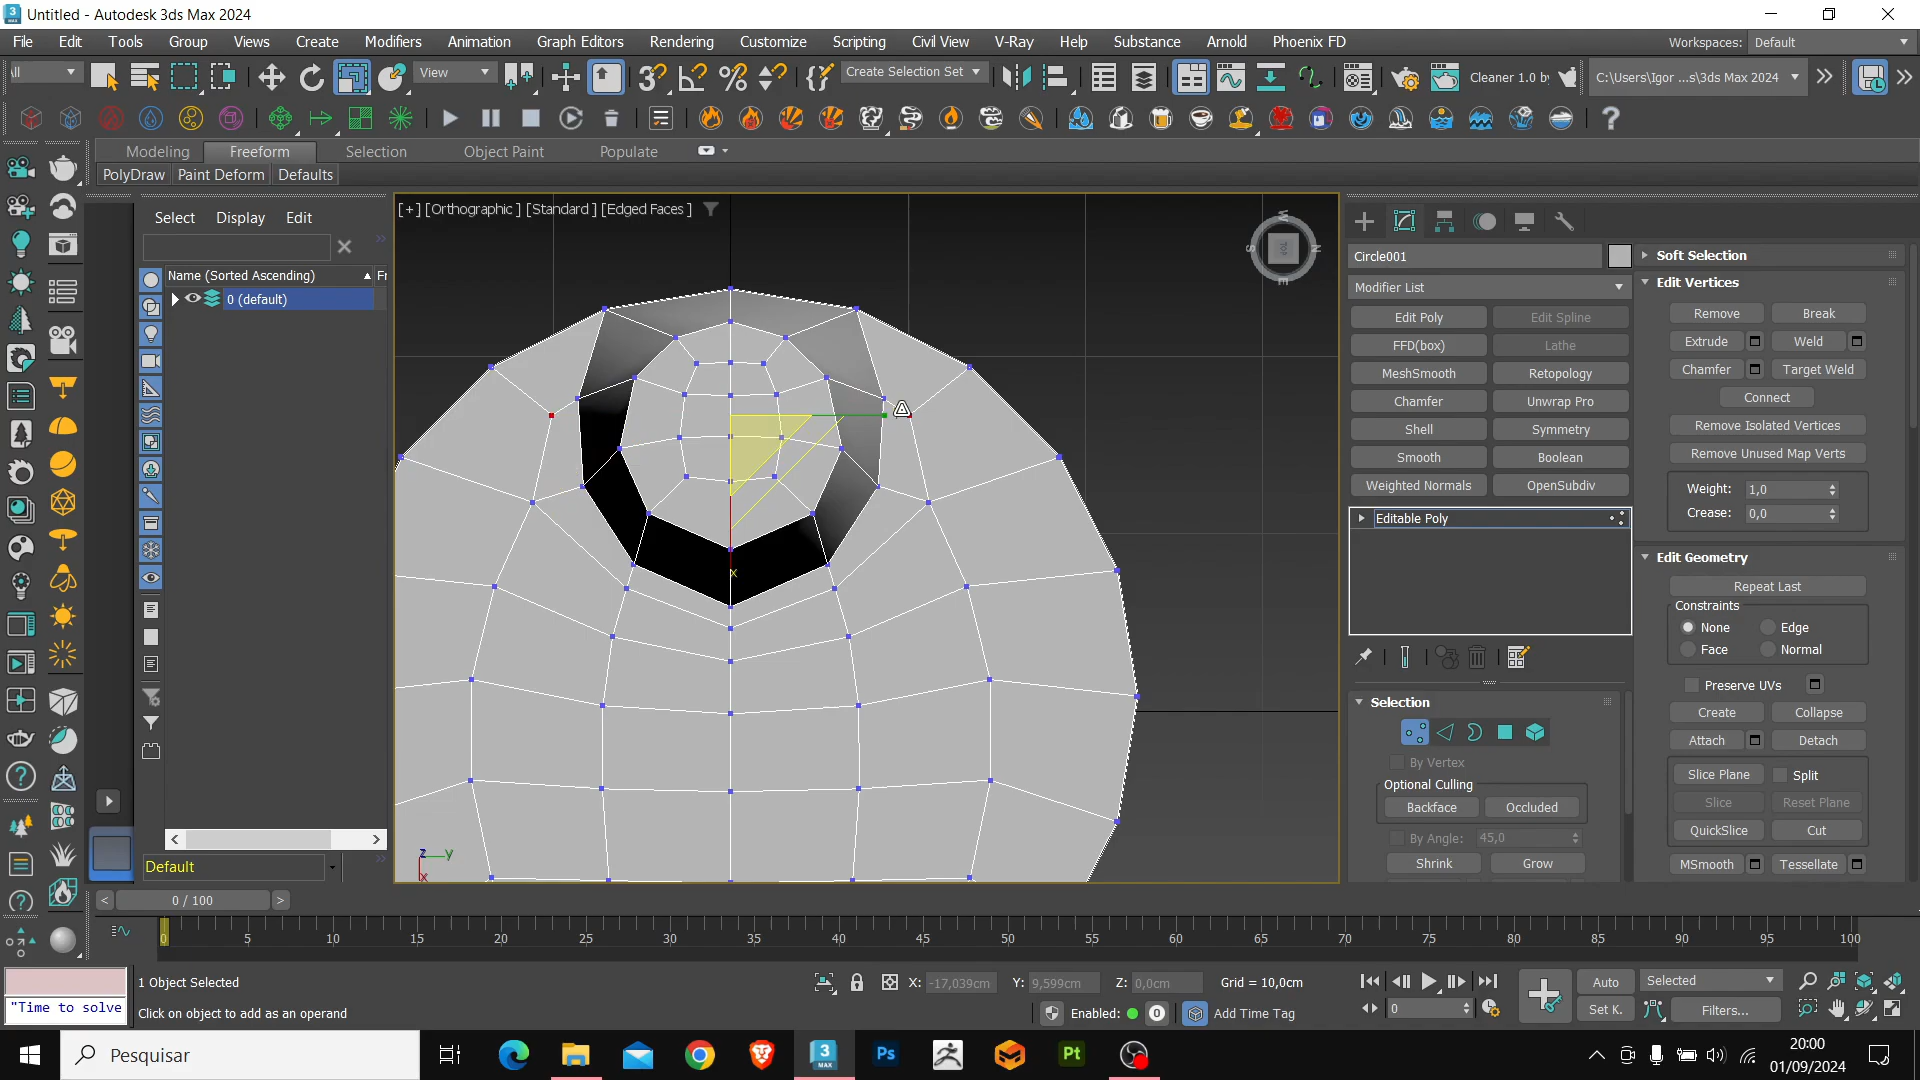 Untitled - Autodesk 3ds Max 2024
File Edit Tools Group Views Create Modifiers Animation Graph Editors Rendering Customize Scripting Civil View V-Ray Help Substance Arnold Phoenix FD Workspaces: Default
View Create Selection Set Cleaner 1.0 C:\Users\Igor ...s\3ds Max 2024
Modeling Freeform Selection Object Paint Populate
PolyDraw Paint Deform Defaults
Select Display Edit
Name (Sorted Ascending) Fr
0 (default)
Default
[+] [Orthographic ] [Standard ] [Edged Faces ]
Circle001
Modifier List
Edit Poly Edit Spline
FFD(box) Lathe
MeshSmooth Retopology
Chamfer Unwrap Pro
Shell Symmetry
Smooth Boolean
Weighted Normals OpenSubdiv
Editable Poly
Selection
By Vertex
Optional Culling
Backface Occluded
By Angle: 45,0
Shrink Grow
Soft Selection
Edit Vertices
Remove Break
Extrude Weld
Chamfer Target Weld
Connect
Remove Isolated Vertices
Remove Unused Map Verts
Weight: 1,0
Crease: 0,0
Edit Geometry
Repeat Last
Constraints
None Edge
Face Normal
Preserve UVs
Create Collapse
Attach Detach
Slice Plane Split
Slice Reset Plane
QuickSlice Cut
MSmooth Tessellate
z y
x
x
< 0 / 100 >
0 5 10 15 20 25 30 35 40 45 50 55 60 65 70 75 80 85 90 95 100
1 Object Selected X: -17,039cm Y: 9,599cm Z: 0,0cm Grid = 10,0cm Auto Selected
"Time to solve Click on object to add as an operand Enabled: 0 Add Time Tag 0 Set K. Filters...
Pesquisar
20:00
01/09/2024